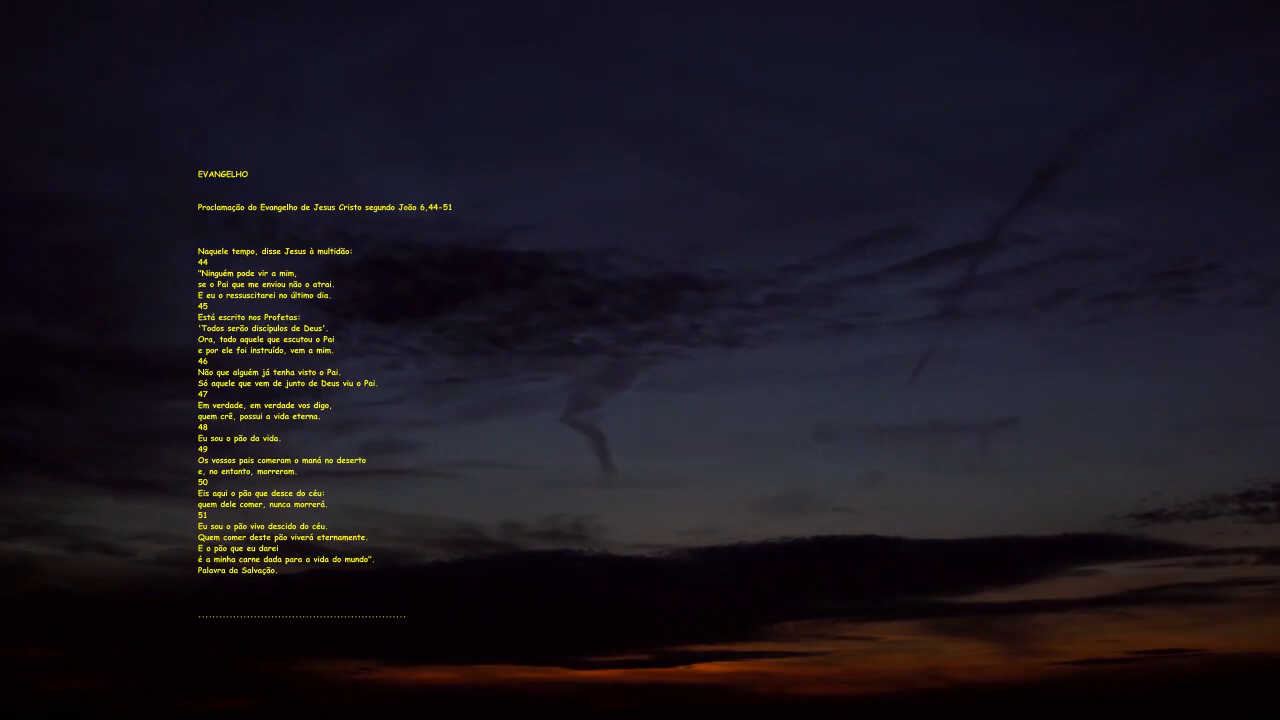 EVANGELHO
Proclamação do Evangelho de Jesus Cristo segundo João 6,44-51
Naquele tempo, disse Jesus à multidão:
44
"Ninguém pode vir a mim,
se o Pai que me enviou não o atrai.
E eu o ressuscitarei no último dia.
45
Está escrito nos Profetas:
'Todos serão discípulos de Deus'.
Ora, todo aquele que escutou o Pai
e por ele foi instruído, vem a mim.
46
Não que alguém já tenha visto o Pai.
Só aquele que vem de junto de Deus viu o Pai.
47
Em verdade, em verdade vos digo,
quem crê, possui a vida eterna.
48
Eu sou o pão da vida.
49
Os vossos pais comeram o maná no deserto
e, no entanto, morreram.
50
Eis aqui o pão que desce do céu:
quem dele comer, nunca morrerá.
51
Eu sou o pão vivo descido do céu.
Quem comer deste pão viverá eternamente.
E o pão que eu darei
é a minha carne dada para a vida do mundo".
Palavra da Salvação.
............................................................